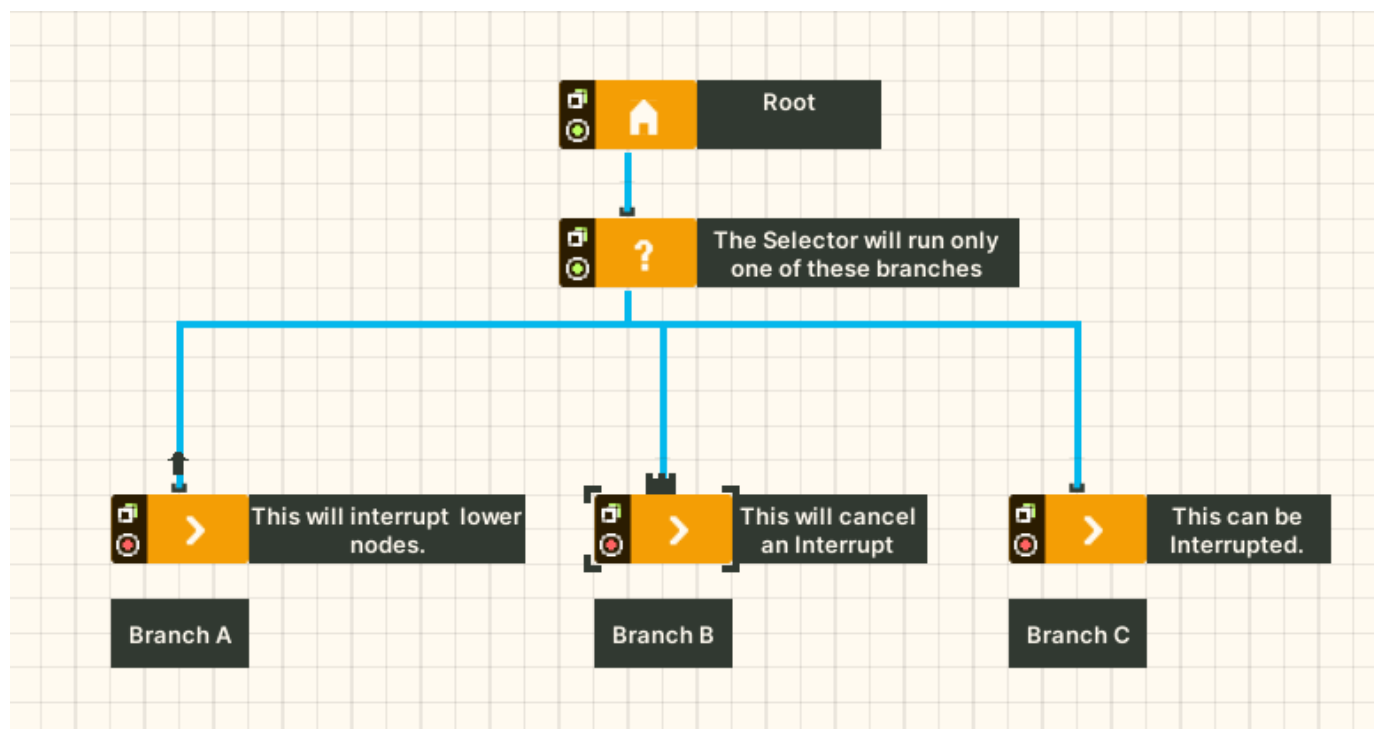 Root
?
The Selector will run only
one of these branches
This will interrupt lower
nodes.
This will cancel
an Interrupt
This can be
Interrupted.
Branch A
Branch B
Branch C